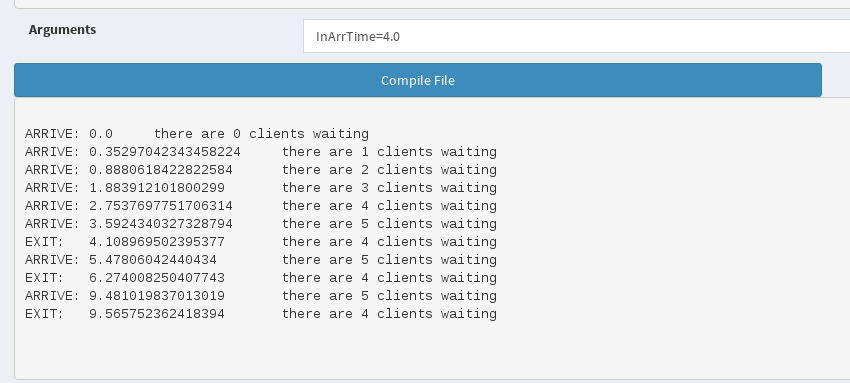 Arguments
InArrTime=4.0
Compile File
ARRIVE: 0.0 there are 0 clients waiting
ARRIVE: 0.35297042343458224 there are 1 clients waiting
ARRIVE: 0.8880618422822584 there are 2 clients waiting
ARRIVE: 1.883912101800299 there are 3 clients waiting
ARRIVE: 2.7537697751706314 there are 4 clients waiting
ARRIVE: 3.5924340327328794 there are 5 clients waiting
EXIT: 4.108969502395377 there are 4 clients waiting
ARRIVE: 5.47806042440434 there are 5 clients waiting
EXIT: 6.274008250407743 there are 4 clients waiting
ARRIVE: 9.481019837013019 there are 5 clients waiting
EXIT: 9.565752362418394 there are 4 clients waiting